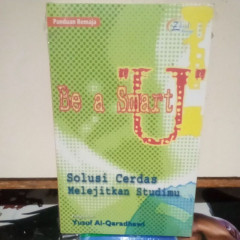 Panduan Remaja
Be a Smart "U"
Solusi Cerdas
Melejitkan Studimu
Yusuf Al-Qaradhawi